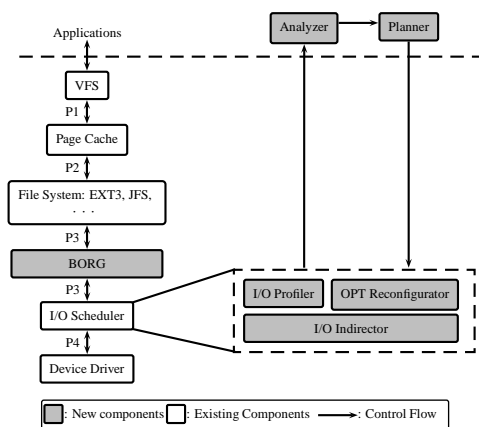 Applications
Analyzer
Planner
VFS
P1
Page Cache
P2
File System: EXT3, JFS,
. . .
P3
BORG
P3
I/O Scheduler
P4
Device Driver
I/O Profiler
OPT Reconfigurator
I/O Indirector
: New components
: Existing Components
: Control Flow